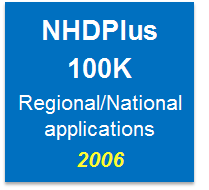 NHDPlus
100K
Regional/National
applications
2006